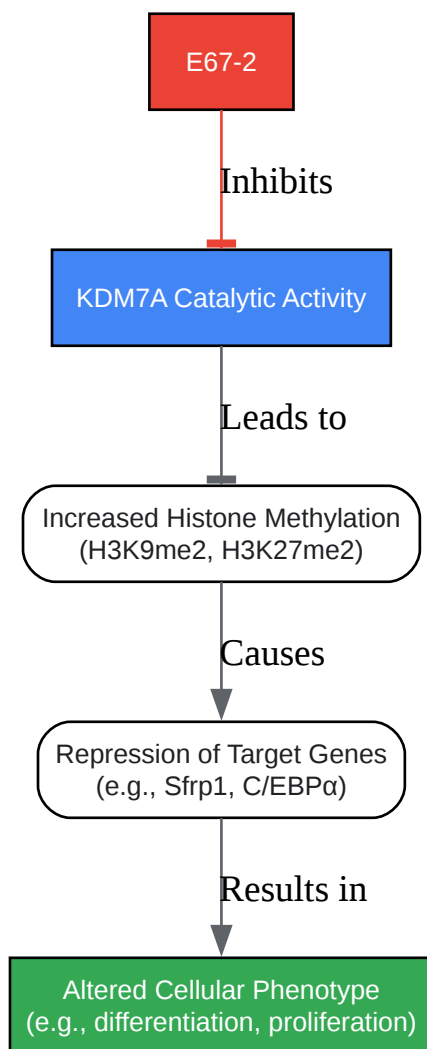 E67-2
Inhibits
KDM7A Catalytic Activity
Leads to
Increased Histone Methylation
(H3K9me2, H3K27me2)
Causes
Repression of Target Genes
(e.g., Sfrp1, C/EBPα)
Results in
Altered Cellular Phenotype
(e.g., differentiation, proliferation)